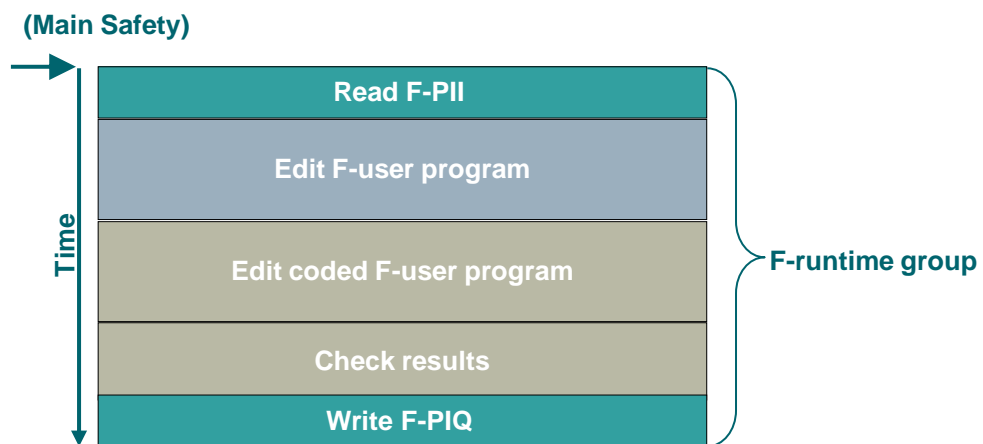 (Main Safety)
Read F-PII
Edit F-user program
Time
Edit coded F-user program
F-runtime group
Check results
Write F-PIQ